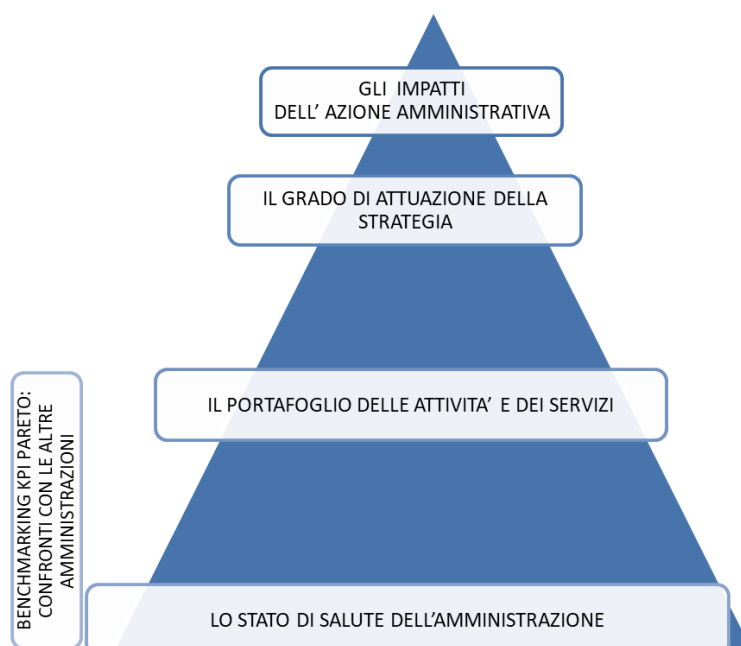 GLI IMPATTI
DELL' AZIONE AMMINISTRATIVA
IL GRADO DI ATTUAZIONE DELLA
STRATEGIA
IL PORTAFOGLIO DELLE ATTIVITA' E DEI SERVIZI
BENCHMARKING KPI PARETO:
CONFRONTI CON LE ALTRE
AMMINISTRAZIONI
LO STATO DI SALUTE DELL'AMMINISTRAZIONE